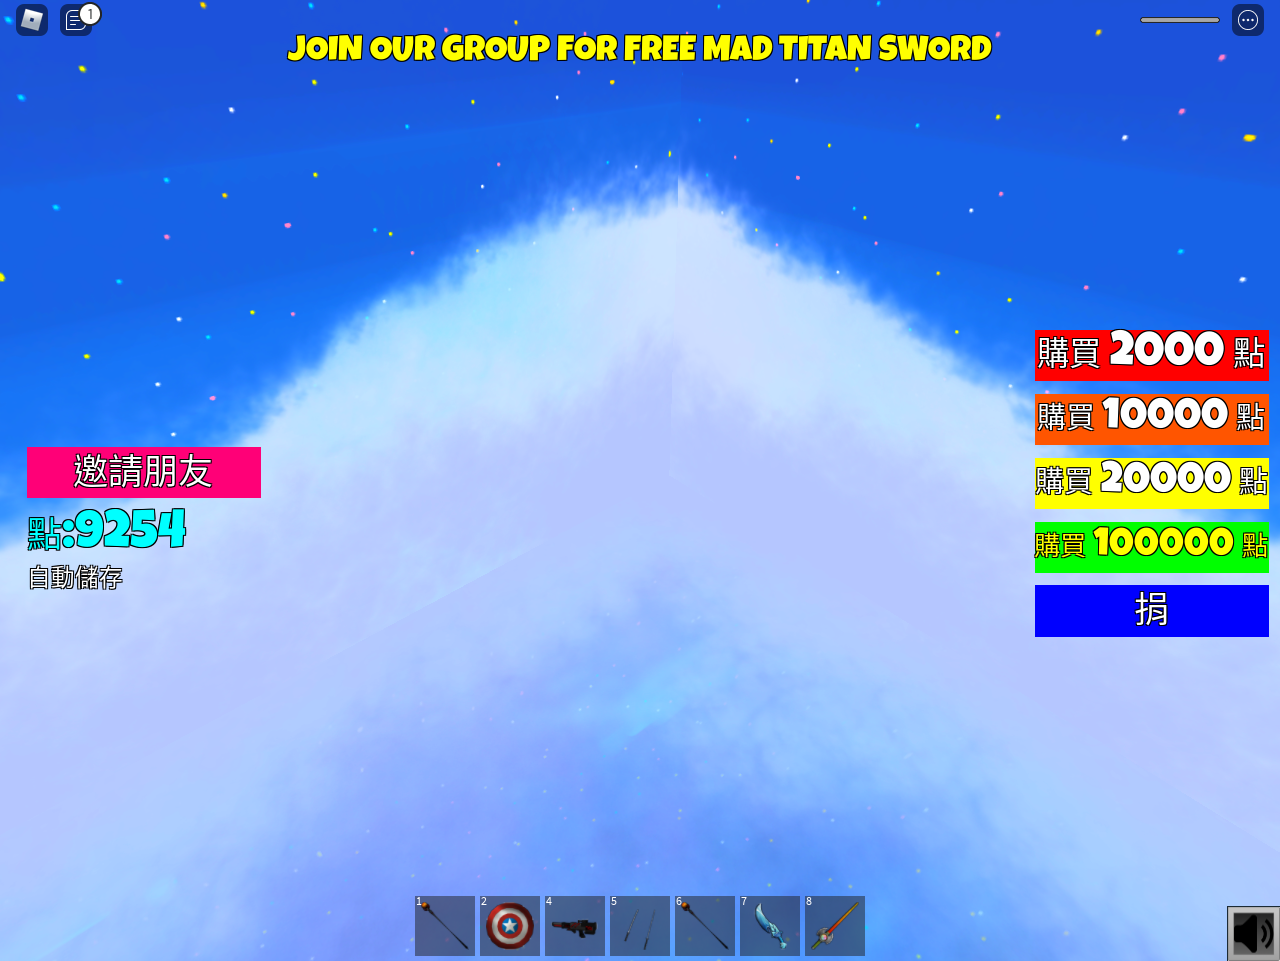 1
JOIN OUR GROUP FOR FREE MAD TITAN SWORD
購買 2000 點
購買 10000 點
購買 20000 點
購買 100000 點
捐
邀請朋友
點:9254
自動儲存
1 2 4 5 6 7 8